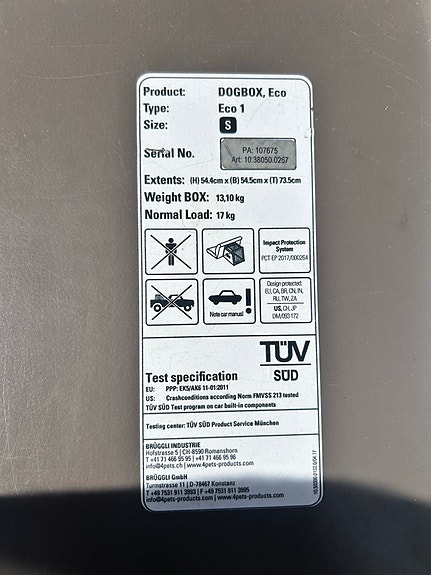 Product: DOGBOX, Eco
Type: Eco 1
Size: S
Serial No. PA: 107675
Art: 10.38050.0267
Extents: (H) 54.4cm x (B) 54.5cm x (T) 73.5cm
Weight BOX: 13,10 kg
Normal Load: 17 kg
Impact Protection
System
PCT EP 2017/000254
Note car manual
!
Design protected:
EU, CA, BR, CN, IN,
RU, TW, ZA
US, CH, JP
DM/093 172
TÜV
SÜD
Test specification
EU: PPP: EK5/AK6 11-01:2011
US: Crashconditions according Norm FMVSS 213 tested
TÜV SÜD Test program on car built-in components
Testing center: TÜV SÜD Product Service München
BRÜGGLI INDUSTRIE
Hofstrasse 5 | CH-8590 Romanshorn
T +41 71 466 95 95 | +41 71 466 95 96
info@4pets.ch | www.4pets-products.com
BRÜGGLI GmbH
Turmstrasse 11 | D-78467 Konstanz
T +49 7531 911 3993 | F +49 7531 911 3995
info@4pets-products.com | www.4pets-products.com